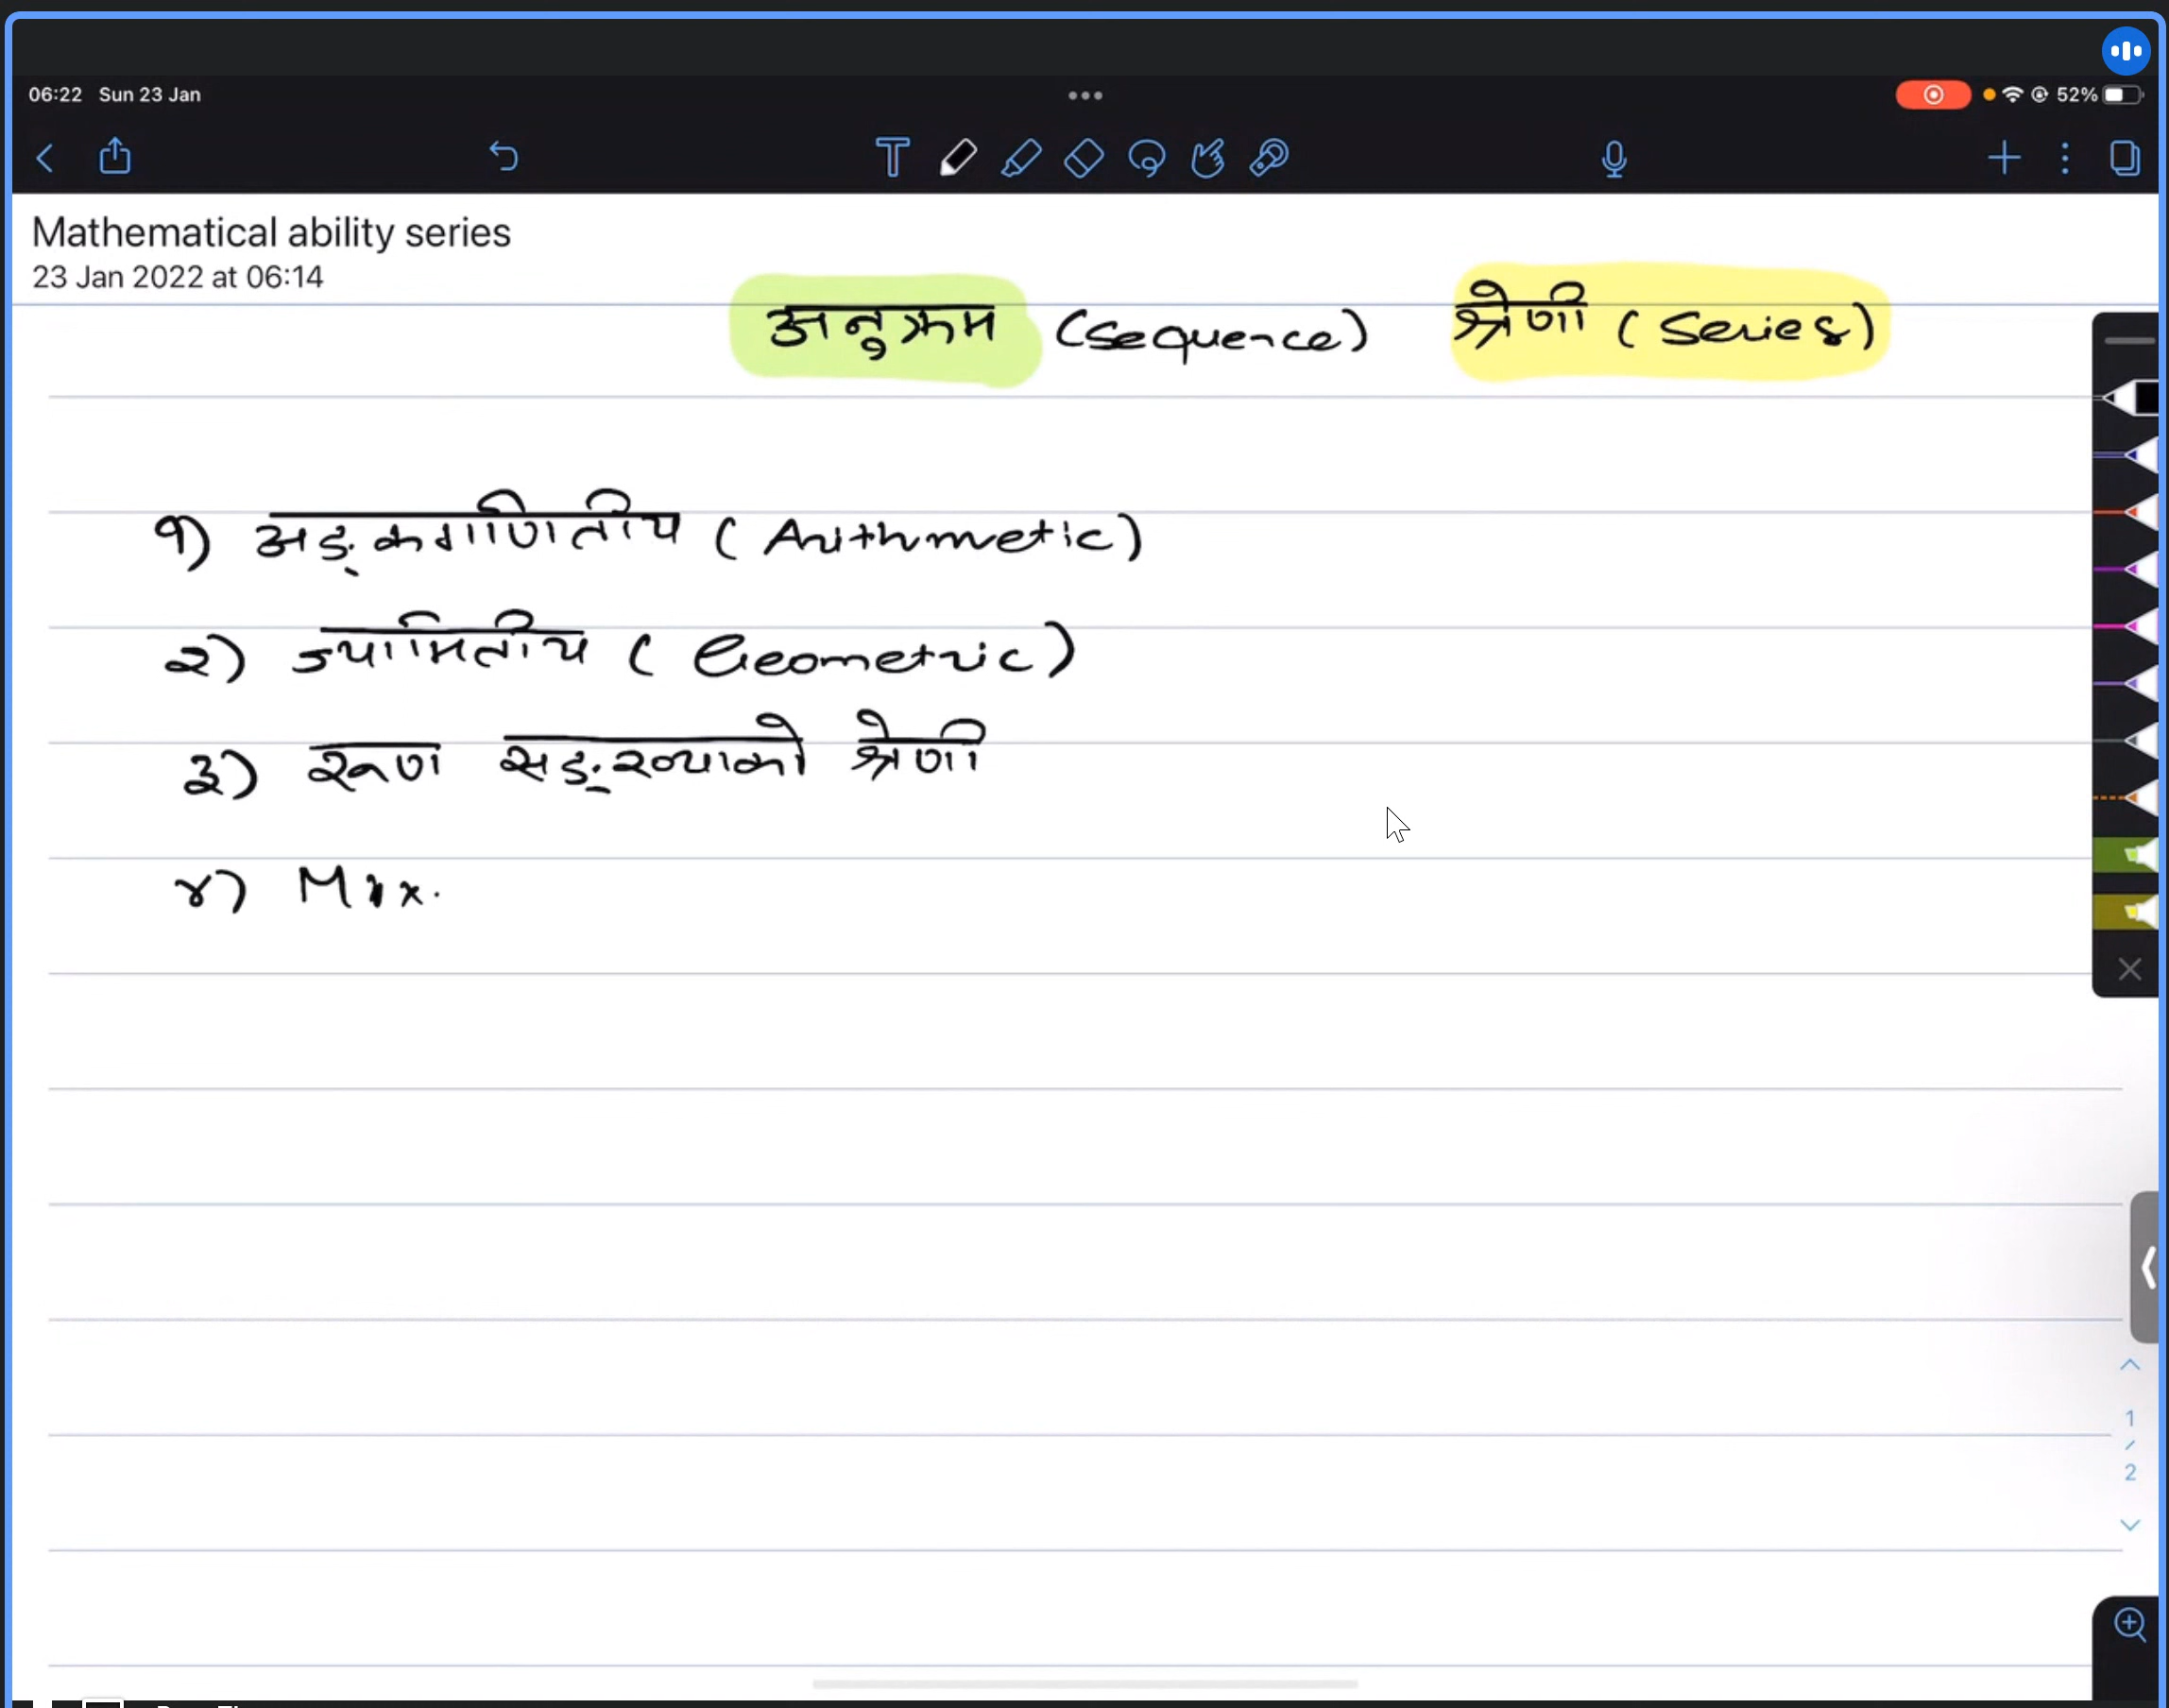 06:22 Sun 23 Jan
52%
Mathematical ability series
23 Jan 2022 at 06:14
अनुक्रम (Sequence) श्रेणी (Series)
१) अङ्कगणितीय (Arithmetic)
२) ज्यामितीय (Geometric)
३) रूण सङ्ख्याको श्रेणी
४) Mix.
1
/
2